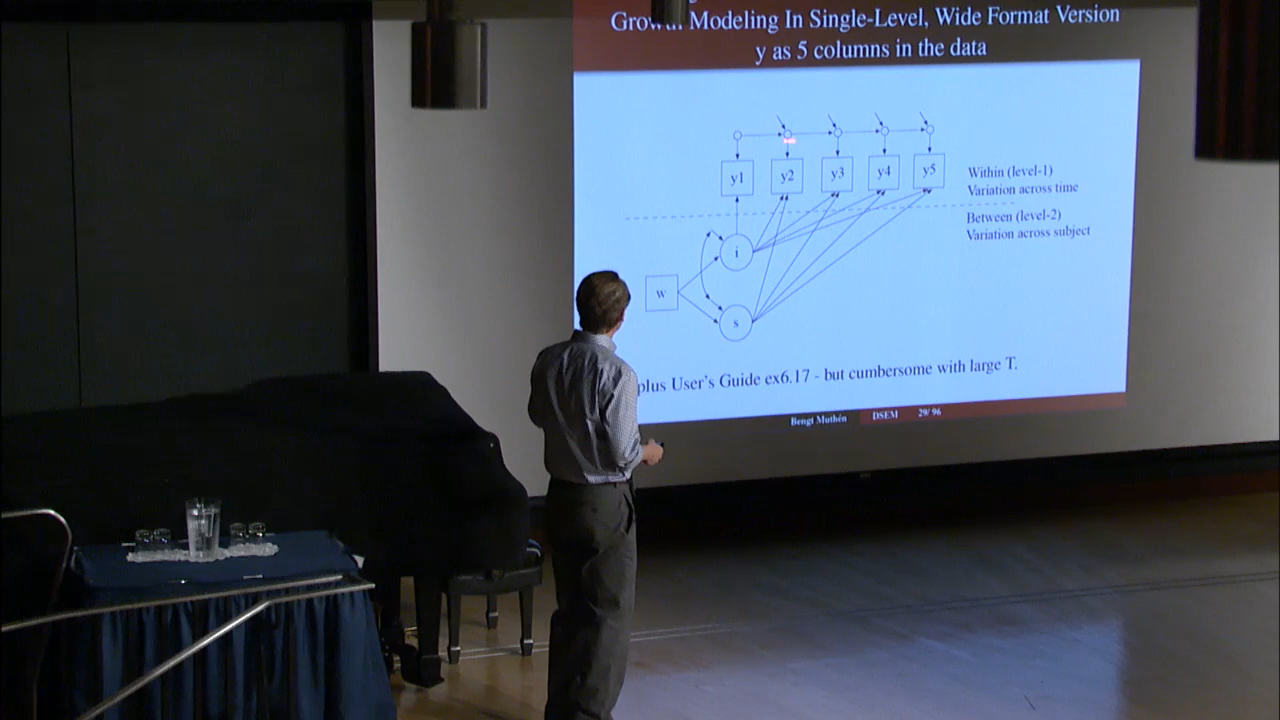 Growth Modeling In Single-Level, Wide Format Version
y as 5 columns in the data
y1
y2
y3
y4
y5
Within (level-1)
Variation across time
Between (level-2)
Variation across subject
i
w
s
plus User's Guide ex6.17 - but cumbersome with large T.
Bengt Muthén
DSEM
29/ 96